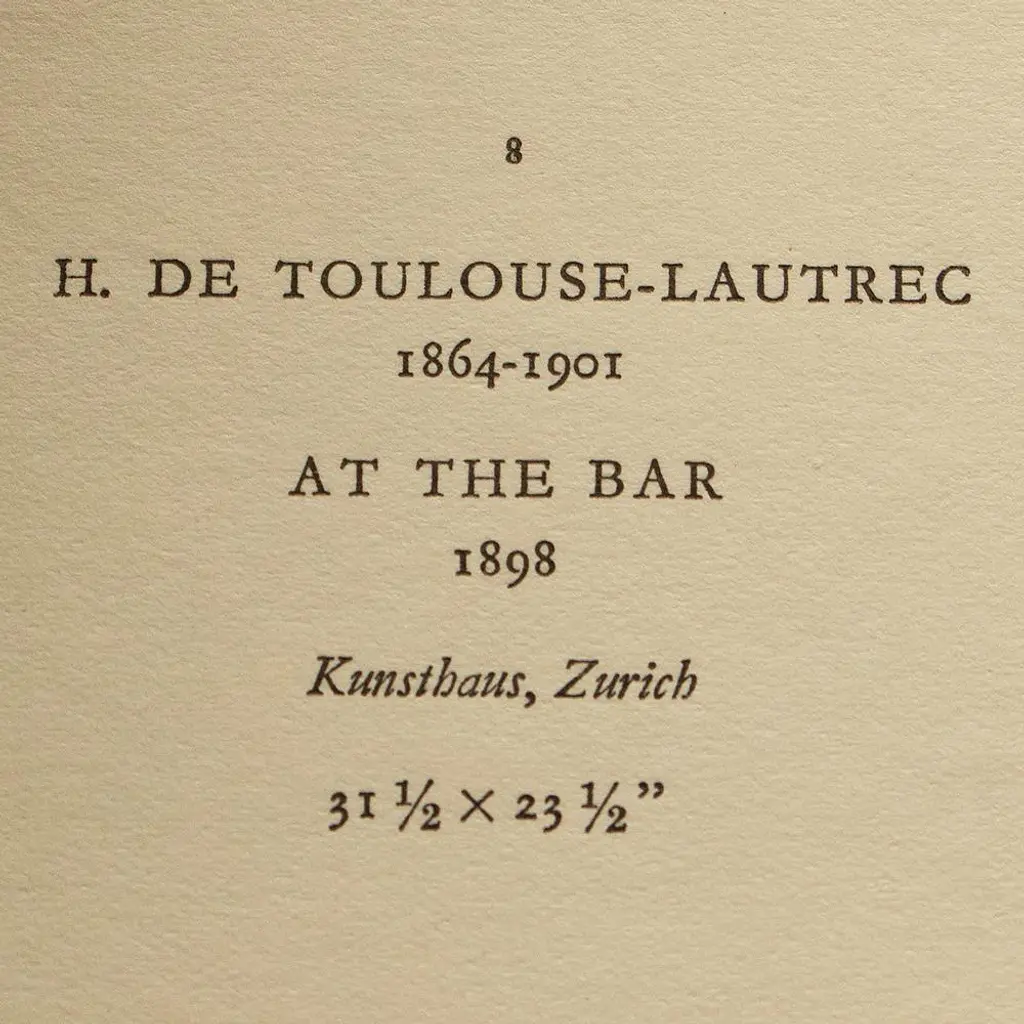 8
H. DE TOULOUSE-LAUTREC
1864-1901
AT THE BAR
1898
Kunsthaus, Zurich
31 ½ × 23 ½”